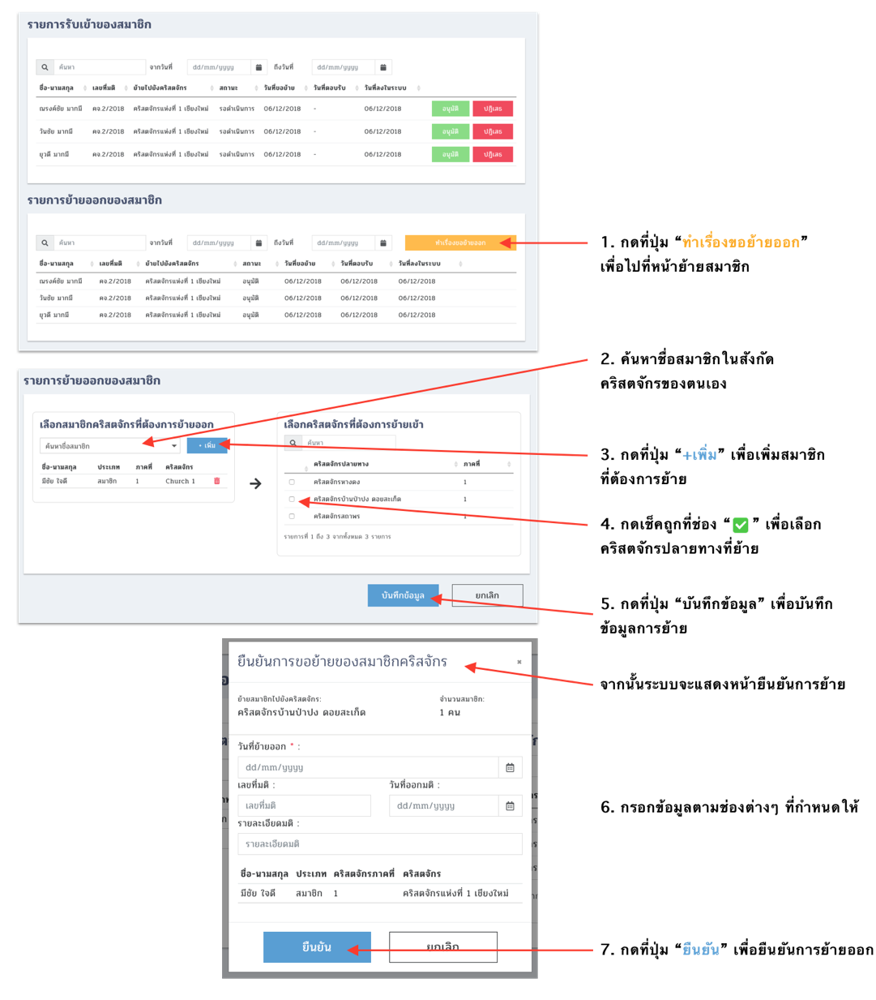 รายการรับเข้าของสมาชิก
ค้นหา จากวันที่ dd/mm/yyyy ถึงวันที่ dd/mm/yyyy
ชื่อ-นามสกุล เลขที่มติ ย้ายไปยังคริสตจักร สถานะ วันที่ขอย้าย วันที่ตอบรับ วันที่ลงในระบบ
ณรงค์ชัย มากมี คจ.2/2018 คริสตจักรแห่งที่ 1 เชียงใหม่ รอดำเนินการ 06/12/2018 - 06/12/2018 อนุมัติ ปฏิเสธ
วันชัย มากมี คจ.2/2018 คริสตจักรแห่งที่ 1 เชียงใหม่ รอดำเนินการ 06/12/2018 - 06/12/2018 อนุมัติ ปฏิเสธ
ยุวดี มากมี คจ.2/2018 คริสตจักรแห่งที่ 1 เชียงใหม่ รอดำเนินการ 06/12/2018 - 06/12/2018 อนุมัติ ปฏิเสธ
รายการย้ายออกของสมาชิก
ค้นหา จากวันที่ dd/mm/yyyy ถึงวันที่ dd/mm/yyyy ทำเรื่องขอย้ายออก
ชื่อ-นามสกุล เลขที่มติ ย้ายไปยังคริสตจักร สถานะ วันที่ขอย้าย วันที่ตอบรับ วันที่ลงในระบบ
ณรงค์ชัย มากมี คจ.2/2018 คริสตจักรแห่งที่ 1 เชียงใหม่ อนุมัติ 06/12/2018 06/12/2018 06/12/2018
วันชัย มากมี คจ.2/2018 คริสตจักรแห่งที่ 1 เชียงใหม่ อนุมัติ 06/12/2018 06/12/2018 06/12/2018
ยุวดี มากมี คจ.2/2018 คริสตจักรแห่งที่ 1 เชียงใหม่ อนุมัติ 06/12/2018 06/12/2018 06/12/2018
1. กดที่ปุ่ม “ทำเรื่องขอย้ายออก”
เพื่อไปที่หน้าย้ายสมาชิก
2. ค้นหาชื่อสมาชิกในสังกัด
คริสตจักรของตนเอง
รายการย้ายออกของสมาชิก
เลือกสมาชิกคริสตจักรที่ต้องการย้ายออก
ค้นหาชื่อสมาชิก + เพิ่ม
ชื่อ-นามสกุล ประเภท ภาคที่ คริสตจักร
มีชัย ใจดี สมาชิก 1 Church 1
เลือกคริสตจักรที่ต้องการย้ายเข้า
ค้นหา
คริสตจักรปลายทาง ภาคที่
คริสตจักรหางดง 1
คริสตจักรบ้านป่าปง ดอยสะเก็ด 1
คริสตจักรสถาพร 1
รายการที่ 1 ถึง 3 จากทั้งหมด 3 รายการ
บันทึกข้อมูล ยกเลิก
3. กดที่ปุ่ม “+เพิ่ม” เพื่อเพิ่มสมาชิก
ที่ต้องการย้าย
4. กดเช็คถูกที่ช่อง “✅” เพื่อเลือก
คริสตจักรปลายทางที่ย้าย
5. กดที่ปุ่ม “บันทึกข้อมูล” เพื่อบันทึก
ข้อมูลการย้าย
ยืนยันการขอย้ายของสมาชิกคริสจักร ×
ย้ายสมาชิกไปยังคริสตจักร: จำนวนสมาชิก:
คริสตจักรบ้านป่าปง ดอยสะเก็ด 1 คน
วันที่ย้ายออก * :
dd/mm/yyyy
เลขที่มติ : วันที่ออกมติ :
เลขที่มติ dd/mm/yyyy
รายละเอียดมติ :
รายละเอียดมติ
ชื่อ-นามสกุล ประเภท คริสตจักรภาคที่ คริสตจักร
มีชัย ใจดี สมาชิก 1 คริสตจักรแห่งที่ 1 เชียงใหม่
ยืนยัน ยกเลิก
จากนั้นระบบจะแสดงหน้ายืนยันการย้าย
6. กรอกข้อมูลตามช่องต่างๆ ที่กำหนดให้
7. กดที่ปุ่ม “ยืนยัน” เพื่อยืนยันการย้ายออก